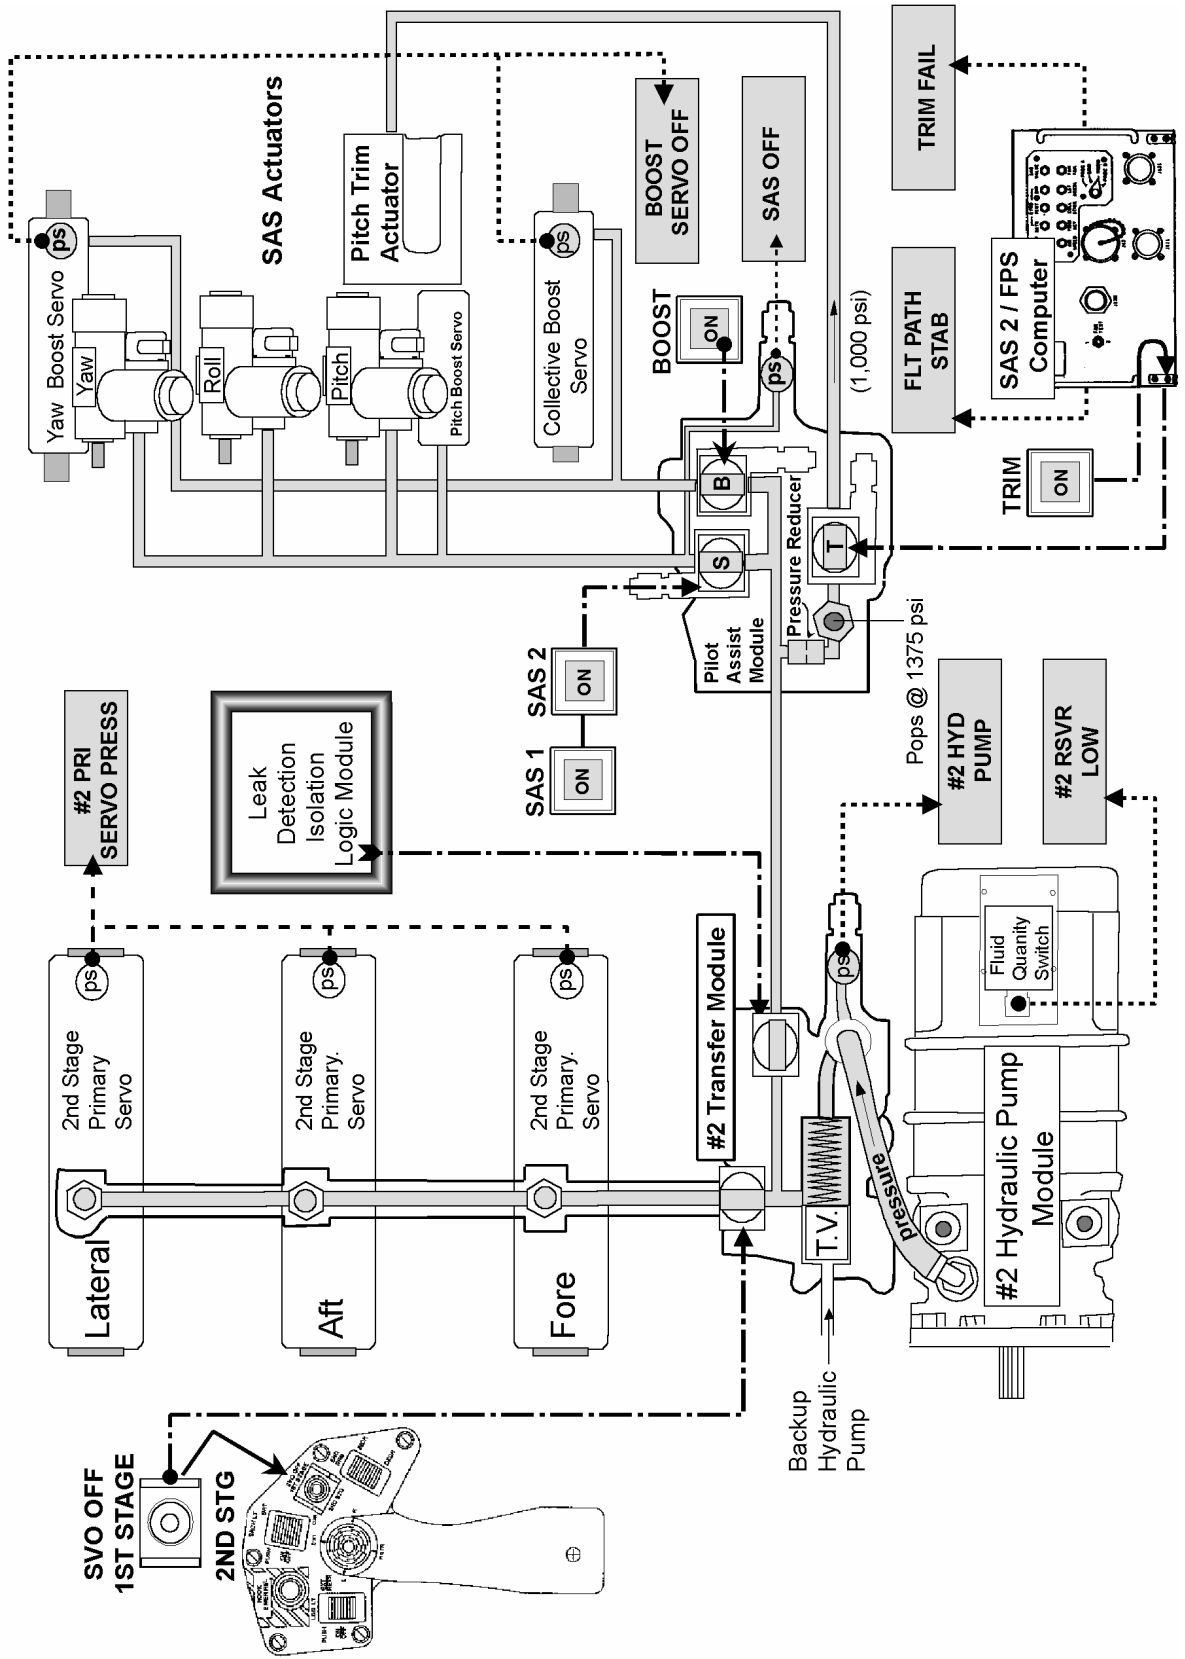 SVO OFF
1ST STAGE
2ND STG
Lateral
2nd Stage
Primary
Servo
ps
Aft
2nd Stage
Primary.
Servo
ps
Fore
2nd Stage
Primary.
Servo
ps
#2 PRI
SERVO PRESS
Leak
Detection
Isolation
Logic Module
SAS 1
ON
SAS 2
ON
Yaw Boost Servo
ps
Yaw
Roll
Pitch
Pitch Boost Servo
SAS Actuators
Pitch Trim
Actuator
Collective Boost
Servo
ps
BOOST
SERVO OFF
SAS OFF
BOOST
ON
ps
#2 Transfer Module
Pilot
Assist
Module
S
B
Pressure Reducer
T
(1,000 psi)
Pops @ 1375 psi
T.V.
ps
Backup
Hydraulic
Pump
pressure
#2 HYD
PUMP
#2 RSVR
LOW
#2 Hydraulic Pump
Module
Fluid
Quanity
Switch
TRIM
ON
FLT PATH
STAB
TRIM FAIL
SAS 2 / FPS
Computer